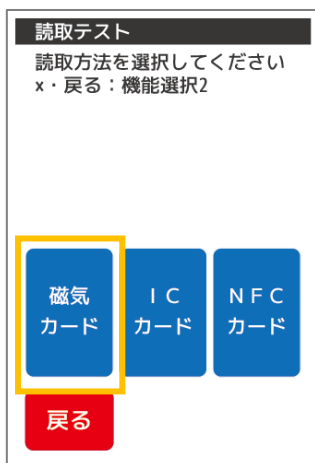 読取テスト
読取方法を選択してください
x・戻る：機能選択2
磁気
カード
ＩＣ
カード
ＮＦＣ
カード
戻る